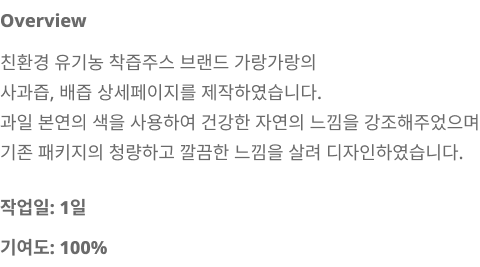 Overview
친환경 유기농 착즙주스 브랜드 가랑가랑의
사과즙, 배즙 상세페이지를 제작하였습니다.
과일 본연의 색을 사용하여 건강한 자연의 느낌을 강조해주었으며
기존 패키지의 청량하고 깔끔한 느낌을 살려 디자인하였습니다.
작업일: 1일
기여도: 100%